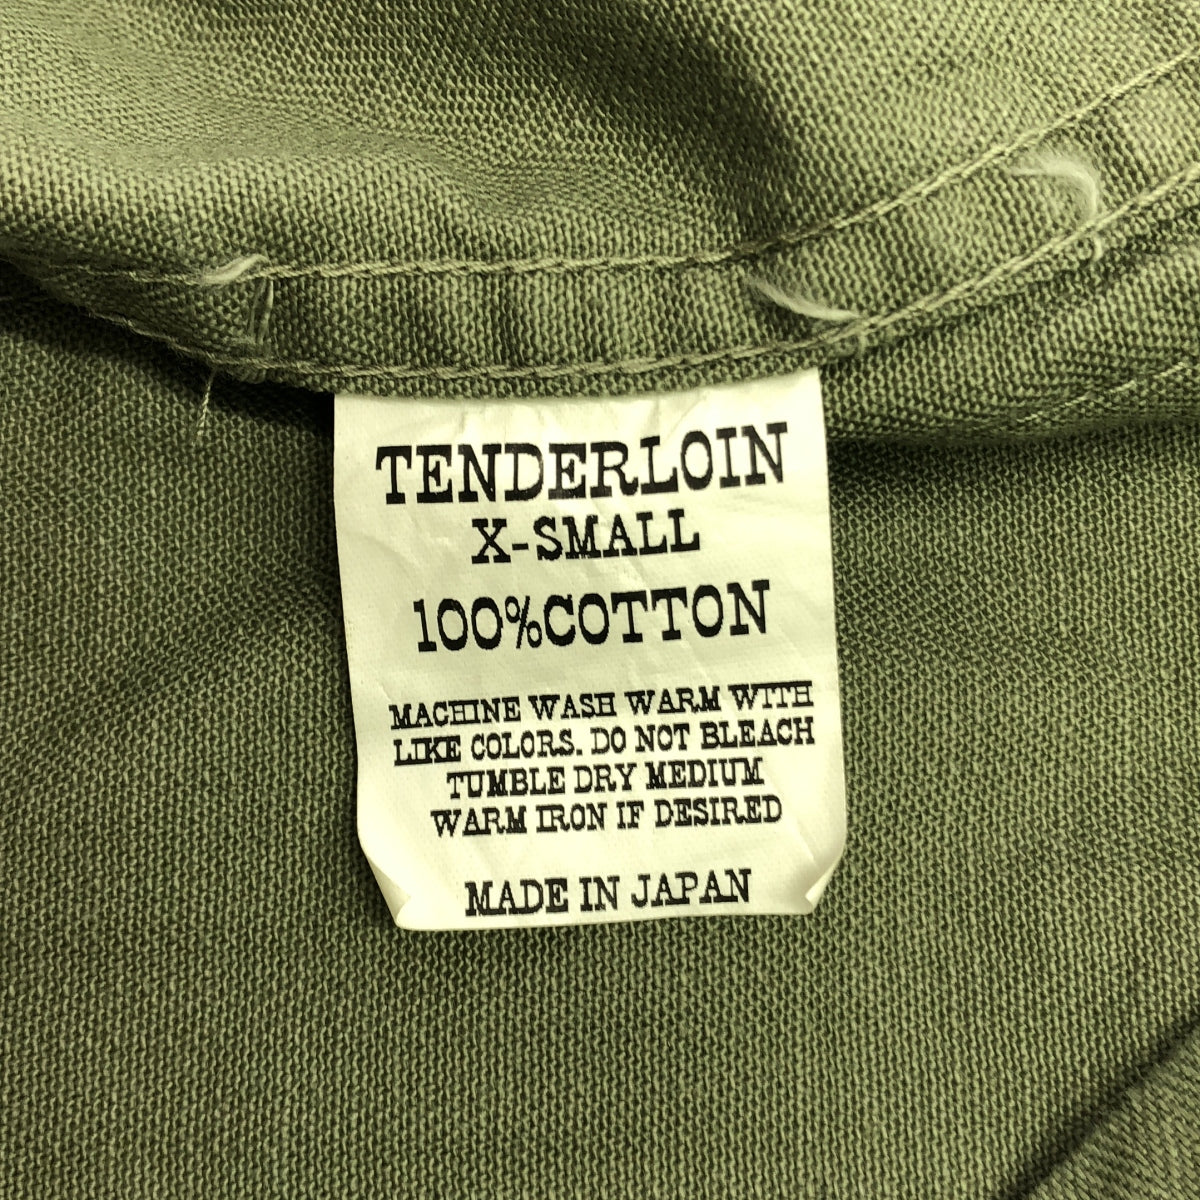 TENDERLOIN
X-SMALL
100%COTTON
MACHINE WASH WARM WITH
LIKE COLORS. DO NOT BLEACH
TUMBLE DRY MEDIUM
WARM IRON IF DESIRED
MADE IN JAPAN